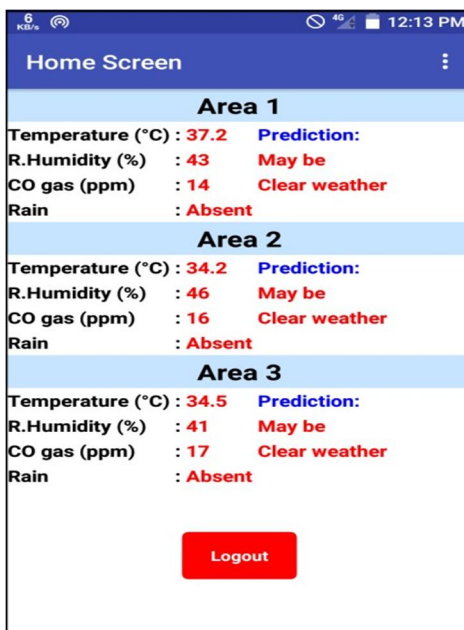 6 KB/s 4G 12:13 PM
Home Screen
Area 1
Temperature (°C) : 37.2 Prediction:
R.Humidity (%) : 43 May be
CO gas (ppm) : 14 Clear weather
Rain : Absent
Area 2
Temperature (°C) : 34.2 Prediction:
R.Humidity (%) : 46 May be
CO gas (ppm) : 16 Clear weather
Rain : Absent
Area 3
Temperature (°C) : 34.5 Prediction:
R.Humidity (%) : 41 May be
CO gas (ppm) : 17 Clear weather
Rain : Absent
Logout